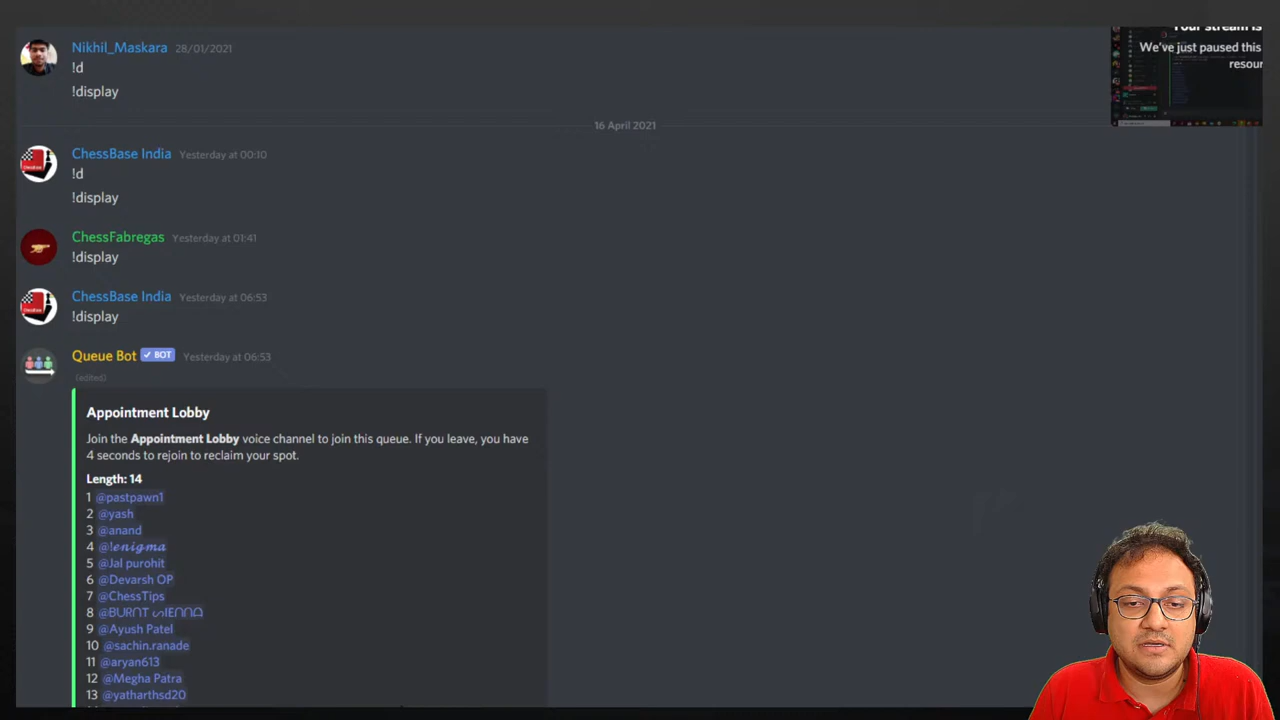 Nikhil_Maskara 28/01/2021
!d
!display
Your stream is
We've just paused this
resour
16 April 2021
ChessBase India Yesterday at 00:10
!d
!display
ChessFabregas Yesterday at 01:41
!display
ChessBase India Yesterday at 06:53
!display
Queue Bot ✓ BOT Yesterday at 06:53
(edited)
Appointment Lobby
Join the Appointment Lobby voice channel to join this queue. If you leave, you have
4 seconds to rejoin to reclaim your spot.
Length: 14
1 @pastpawn1
2 @yash
3 @anand
4 @!𝓮𝓷𝓲𝓰𝓶𝓪
5 @Jal purohit
6 @Devarsh OP
7 @ChessTips
8 @ᗷᑌᖇᑎT ᔕIEᑎᑎᗩ
9 @Ayush Patel
10 @sachin.ranade
11 @aryan613
12 @Megha Patra
13 @yatharthsd20